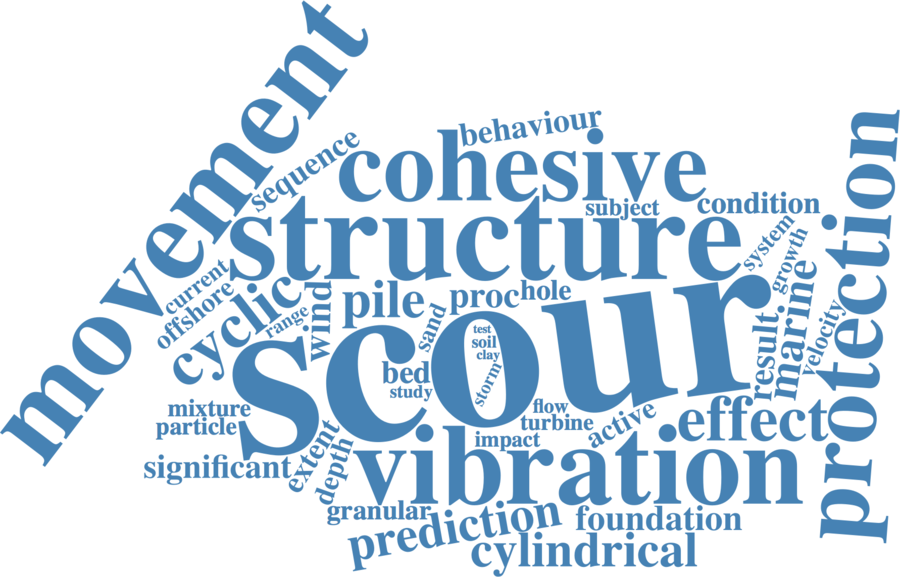 movement
behaviour
sequence
cohesive
subject
condition
protection
structure
system
growth
current
offshore
cyclic
range
wind
pile
sand
proc
hole
scour
test
soil
clay
storm
bed
study
result
marine
velocity
mixture
particle
flow
turbine
impact
active
effect
significant
extent
depth
vibration
granular
prediction
foundation
cylindrical